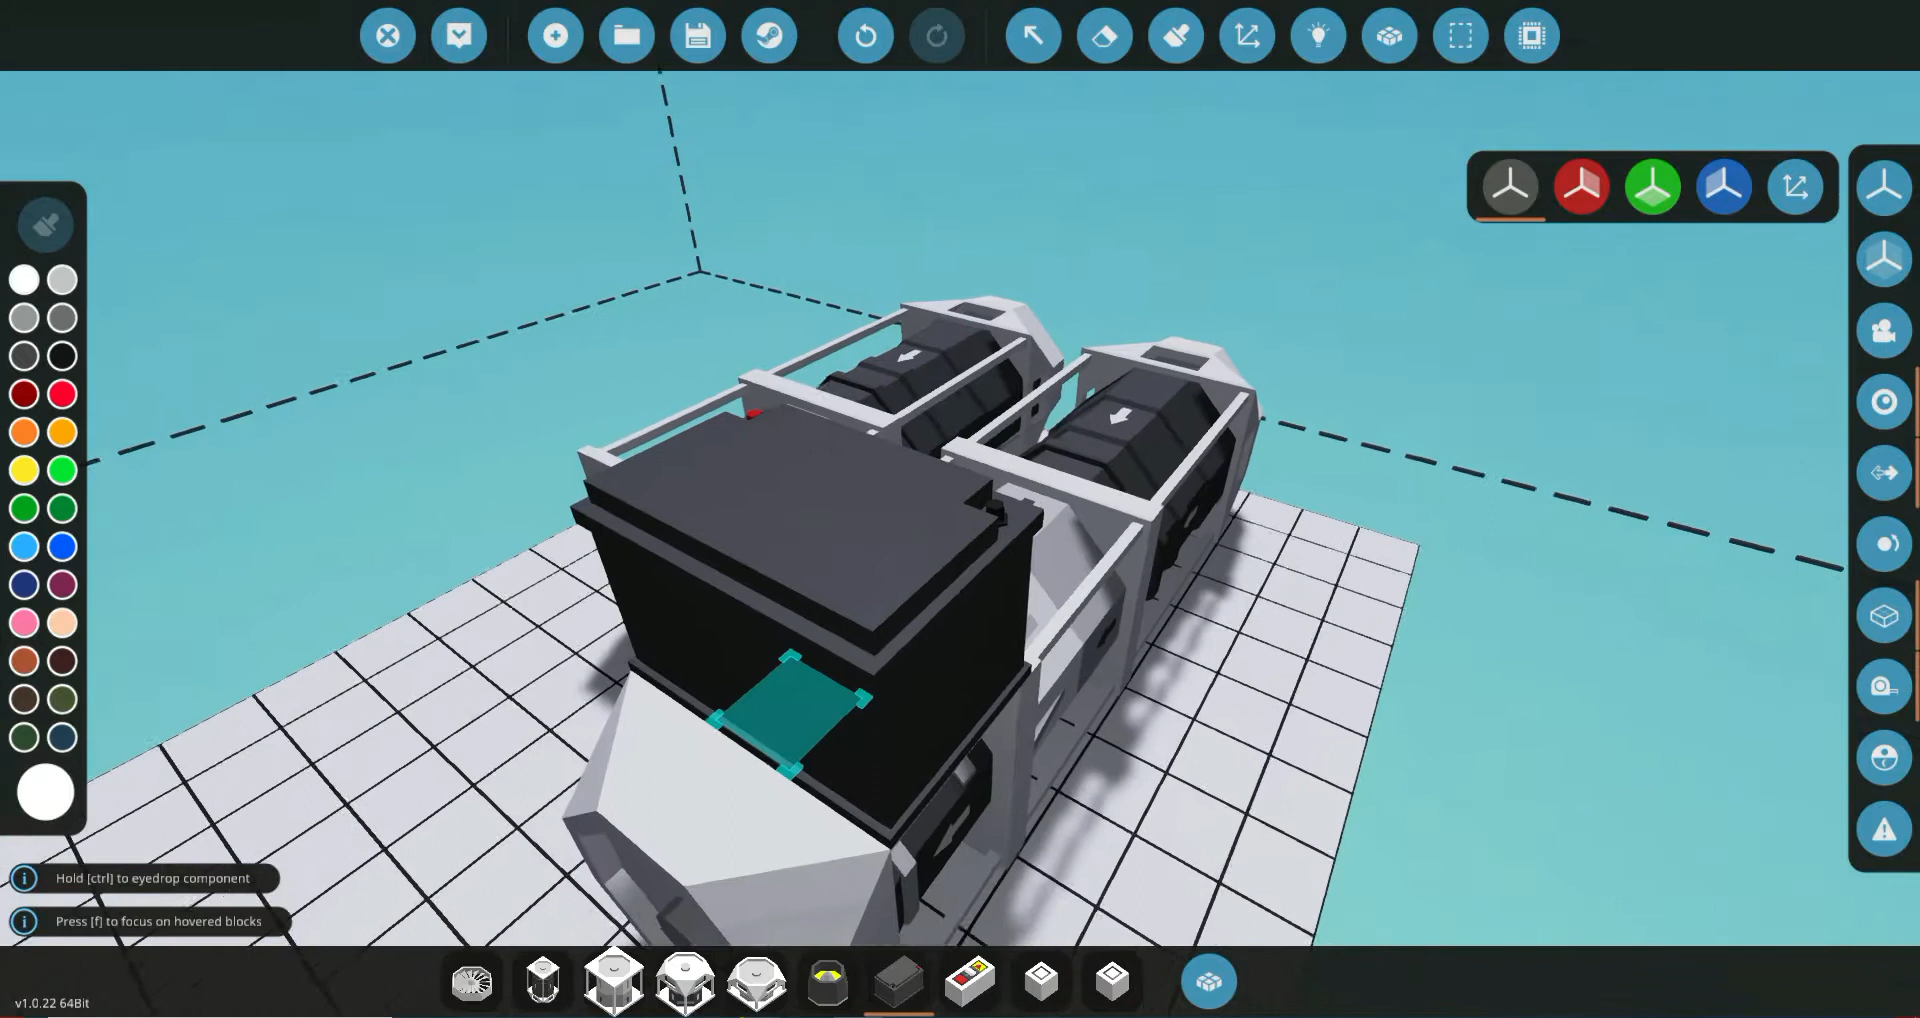 Hold [ctrl] to eyedrop component
Press [f] to focus on hovered blocks
v1.0.22 64Bit